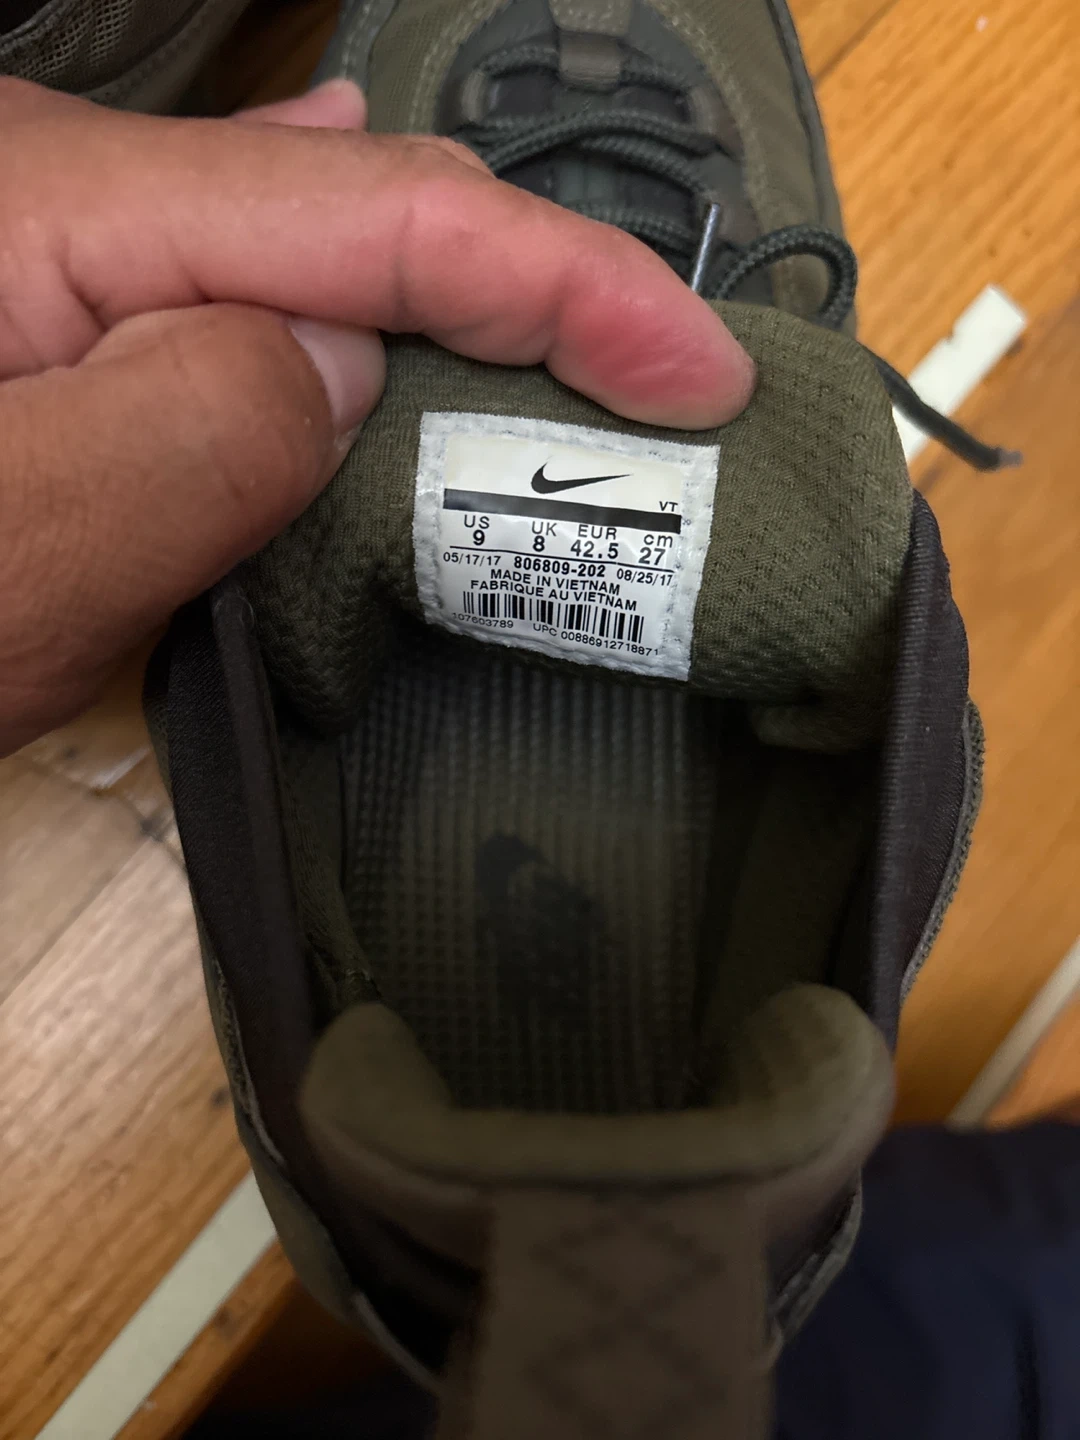 VT
US UK EUR cm
9 8 42.5 27
05/17/17 806809-202 08/25/17
MADE IN VIETNAM
FABRIQUE AU VIETNAM
107603789 UPC 00886912718871